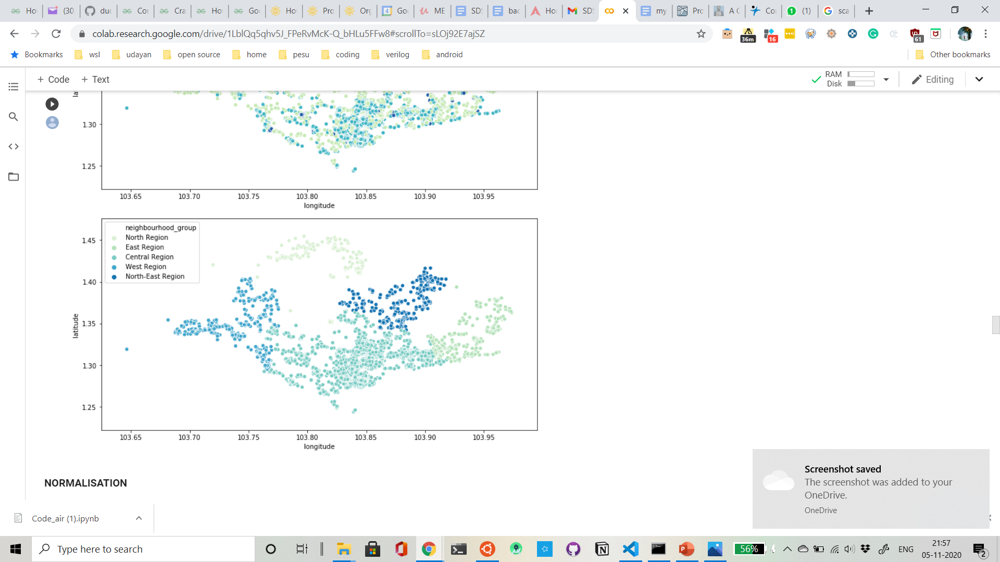 Ho
(30
duc
Cor
Cra
Ho
Goo
Ho
Pro
Org
Goo
ME
SDS
bac
Ho
SDS
my
Pro
A G
Co
(1)
sca
colab.research.google.com/drive/1LblQq5qhv5J_FPeRvMcK-Q_bHLu5FFw8#scrollTo=sLOj92E7ajSZ
36m
16
61
Bookmarks
wsl
udayan
open source
home
pesu
coding
verilog
android
Other bookmarks
+ Code
+ Text
RAM
Disk
Editing
la
1.30
1.25
103.65 103.70 103.75 103.80 103.85 103.90 103.95
longitude
neighbourhood_group
North Region
East Region
Central Region
West Region
North-East Region
1.45
1.40
1.35
1.30
1.25
latitude
103.65 103.70 103.75 103.80 103.85 103.90 103.95
longitude
NORMALISATION
Screenshot saved
The screenshot was added to your
OneDrive.
OneDrive
Code_air (1).ipynb
Type here to search
56%
ENG
21:57
05-11-2020
2